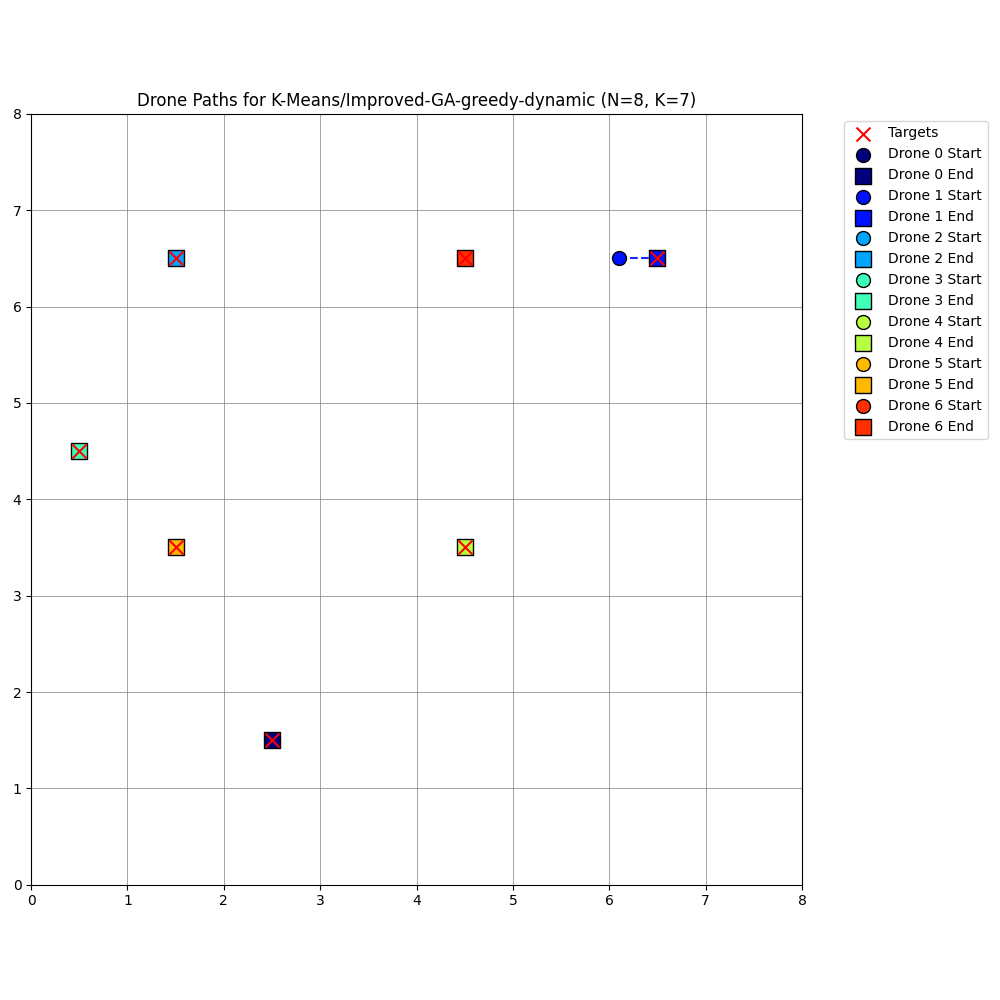 Drone Paths for K-Means/Improved-GA-greedy-dynamic (N=8, K=7)
8
7
6
5
4
3
2
1
0
0 1 2 3 4 5 6 7 8
Targets
Drone 0 Start
Drone 0 End
Drone 1 Start
Drone 1 End
Drone 2 Start
Drone 2 End
Drone 3 Start
Drone 3 End
Drone 4 Start
Drone 4 End
Drone 5 Start
Drone 5 End
Drone 6 Start
Drone 6 End